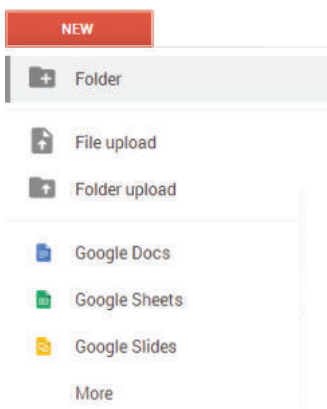 NEW
Folder
File upload
Folder upload
Google Docs
Google Sheets
Google Slides
More